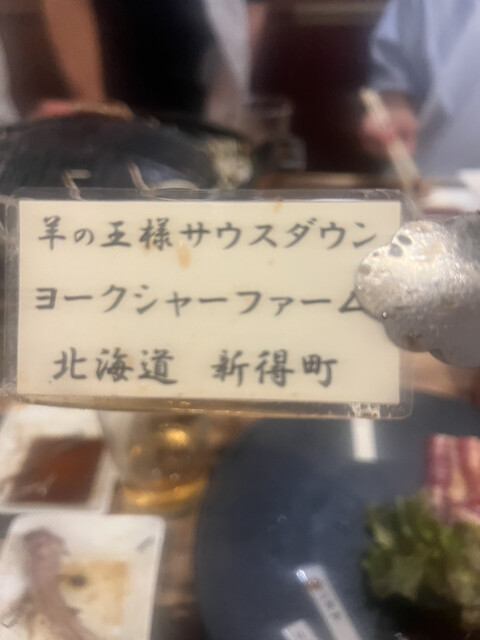 羊の王様サウスダウン
ヨークシャーファーム
北海道 新得町